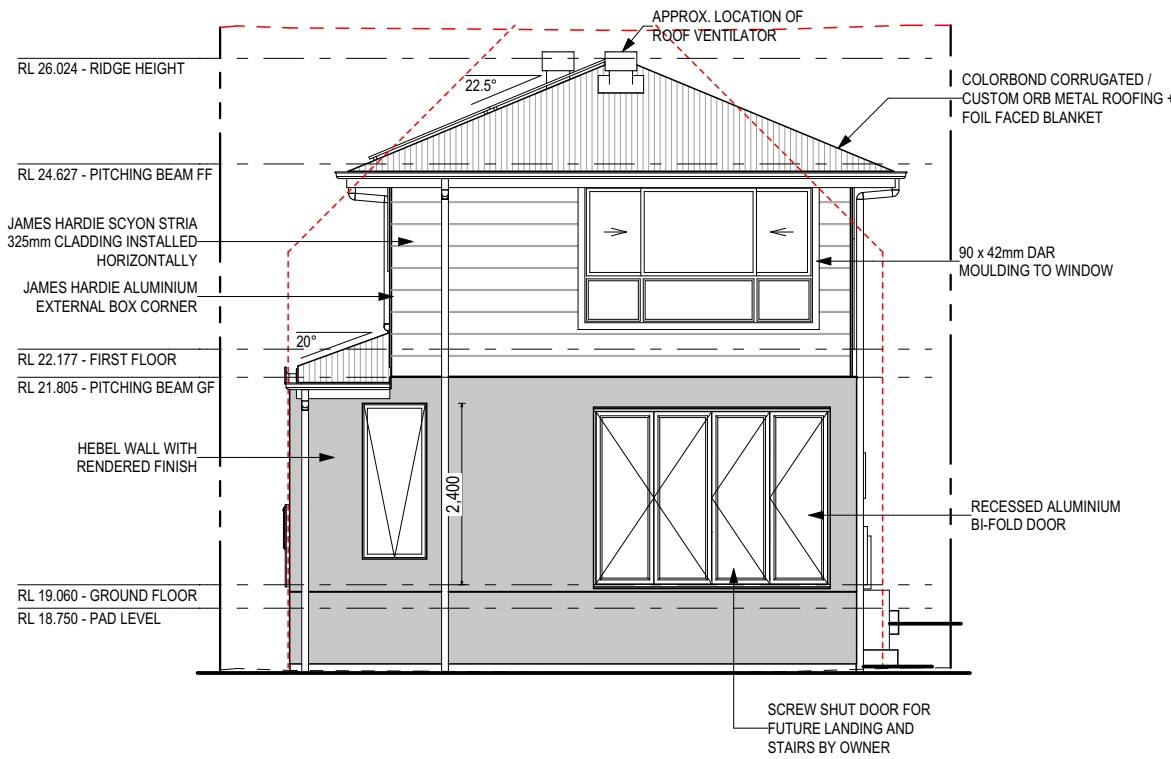 APPROX. LOCATION OF
ROOF VENTILATOR
RL 26.024 - RIDGE HEIGHT
22.5°
COLORBOND CORRUGATED /
CUSTOM ORB METAL ROOFING +
FOIL FACED BLANKET
RL 24.627 - PITCHING BEAM FF
JAMES HARDIE SCYON STRIA
325mm CLADDING INSTALLED
HORIZONTALLY
90 x 42mm DAR
MOULDING TO WINDOW
JAMES HARDIE ALUMINIUM
EXTERNAL BOX CORNER
20°
RL 22.177 - FIRST FLOOR
RL 21.805 - PITCHING BEAM GF
HEBEL WALL WITH
RENDERED FINISH
2,400
RECESSED ALUMINIUM
BI-FOLD DOOR
RL 19.060 - GROUND FLOOR
RL 18.750 - PAD LEVEL
SCREW SHUT DOOR FOR
FUTURE LANDING AND
STAIRS BY OWNER